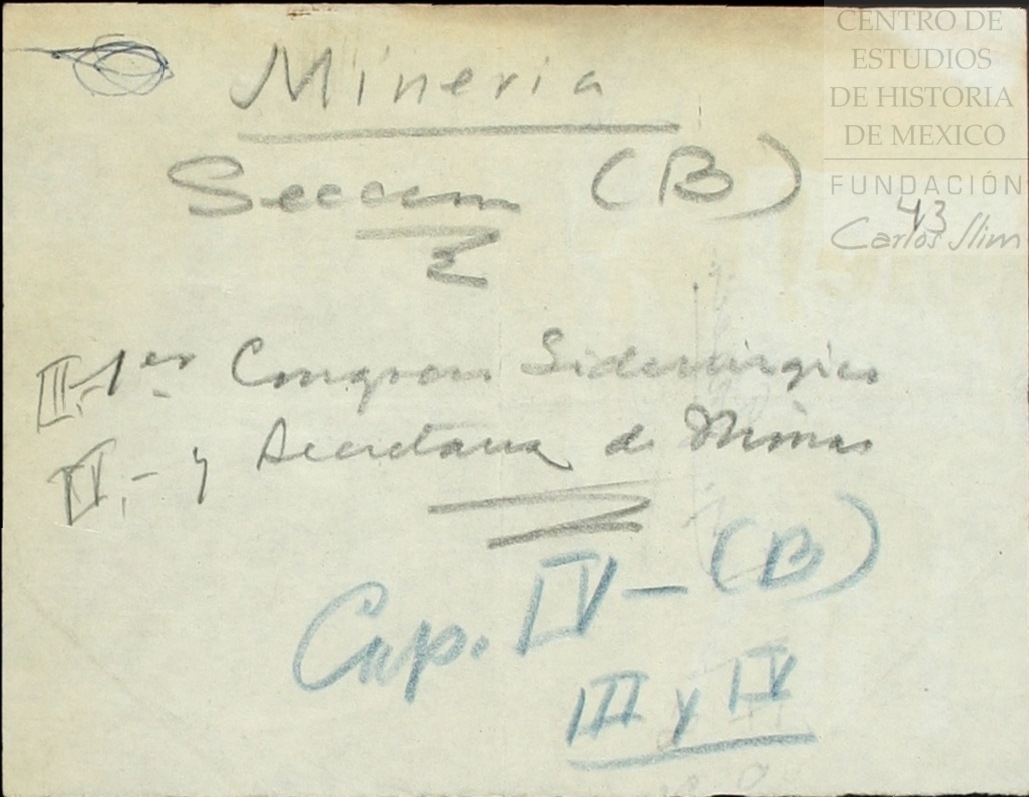 CENTRO DE
ESTUDIOS
DE HISTORIA
DE MEXICO
FUNDACIÓN
Carlos Slim
43
Mineria
Seccion (B)
III.- 1er Congreso Siderúrgico
IV.- y Secretaria de Minas
Cap. IV - (B)
III y IV